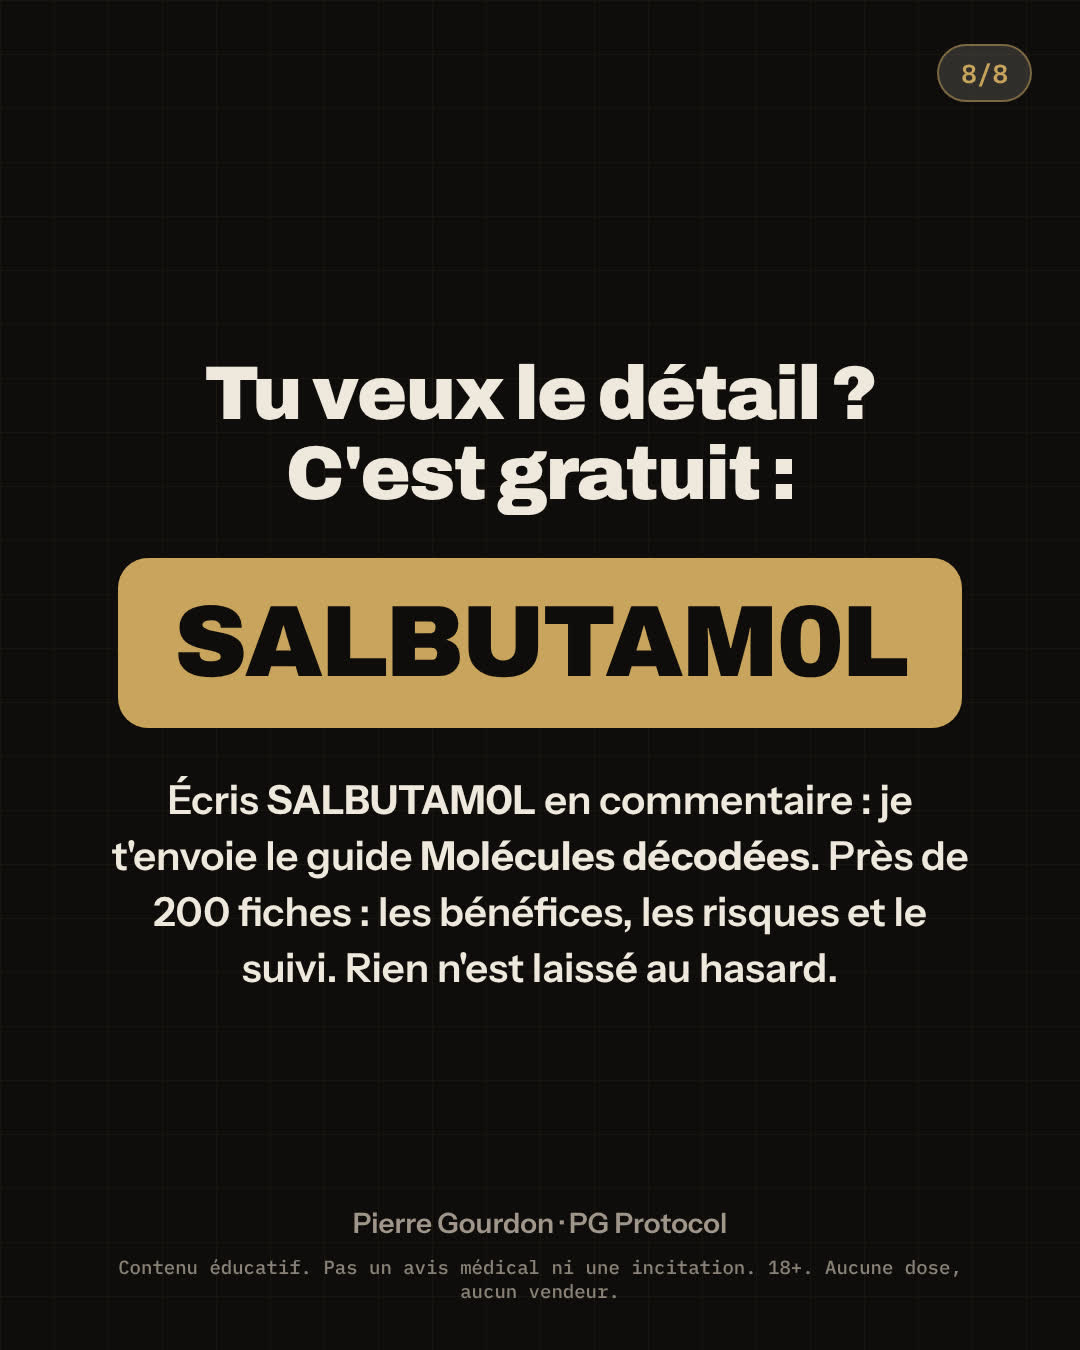 8/8
Tu veux le détail ?
C'est gratuit :
SALBUTAM0L
Écris SALBUTAM0L en commentaire : je
t'envoie le guide Molécules décodées. Près de
200 fiches : les bénéfices, les risques et le
suivi. Rien n'est laissé au hasard.
Pierre Gourdon · PG Protocol
Contenu éducatif. Pas un avis médical ni une incitation. 18+. Aucune dose,
aucun vendeur.